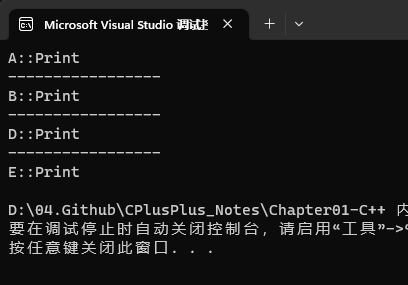 Microsoft Visual Studio 调试
A::Print
-----------------
B::Print
-----------------
D::Print
-----------------
E::Print
D:\04.Github\CPlusPlus_Notes\Chapter01-C++ 内
要在调试停止时自动关闭控制台，请启用“工具”->
按任意键关闭此窗口. . .